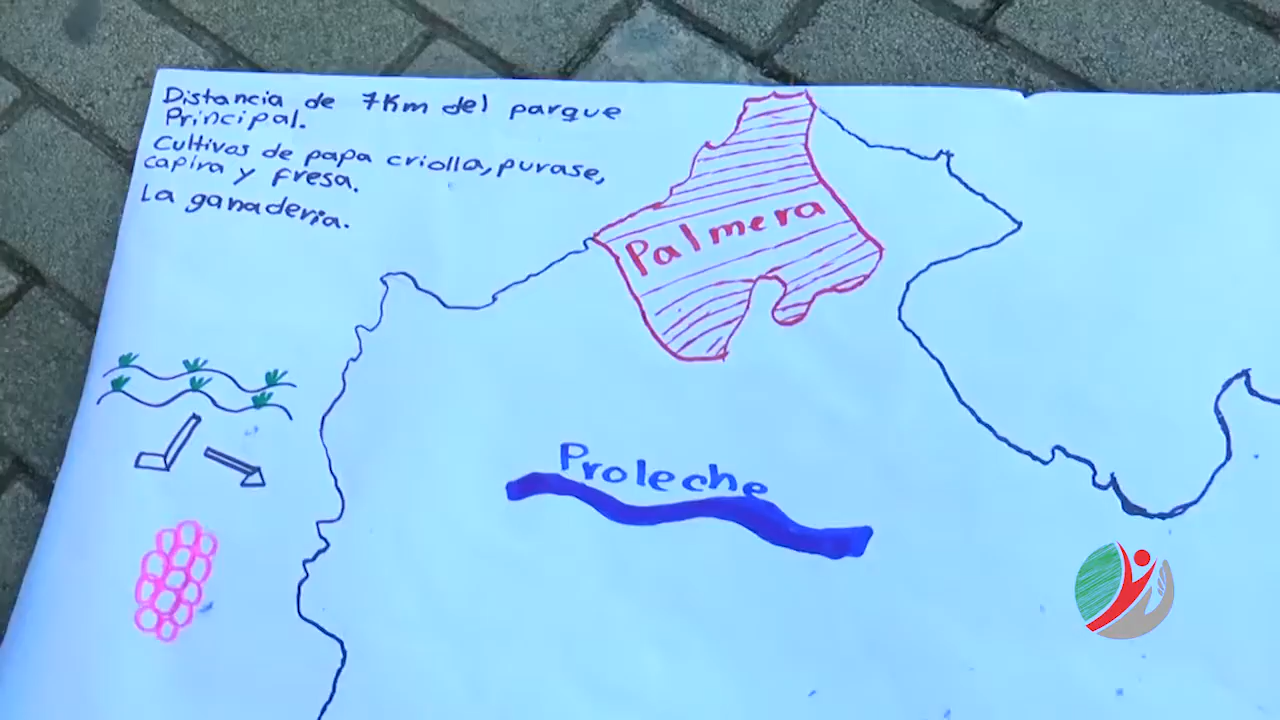 Distancia de 7Km del parque
Principal.
Cultivos de papa criolla, purase,
capira y fresa.
La ganaderia.
Palmera
Proleche